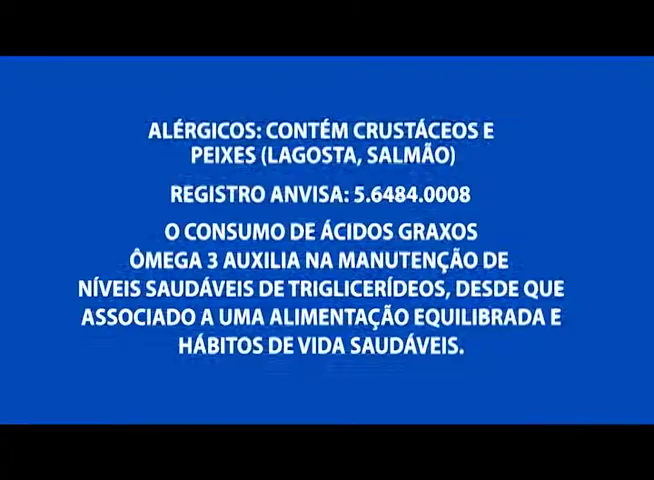 ALÉRGICOS: CONTÉM CRUSTÁCEOS E
PEIXES (LAGOSTA, SALMÃO)
REGISTRO ANVISA: 5.6484.0008
O CONSUMO DE ÁCIDOS GRAXOS
ÔMEGA 3 AUXILIA NA MANUTENÇÃO DE
NÍVEIS SAUDÁVEIS DE TRIGLICERÍDEOS, DESDE QUE
ASSOCIADO A UMA ALIMENTAÇÃO EQUILIBRADA E
HÁBITOS DE VIDA SAUDÁVEIS.